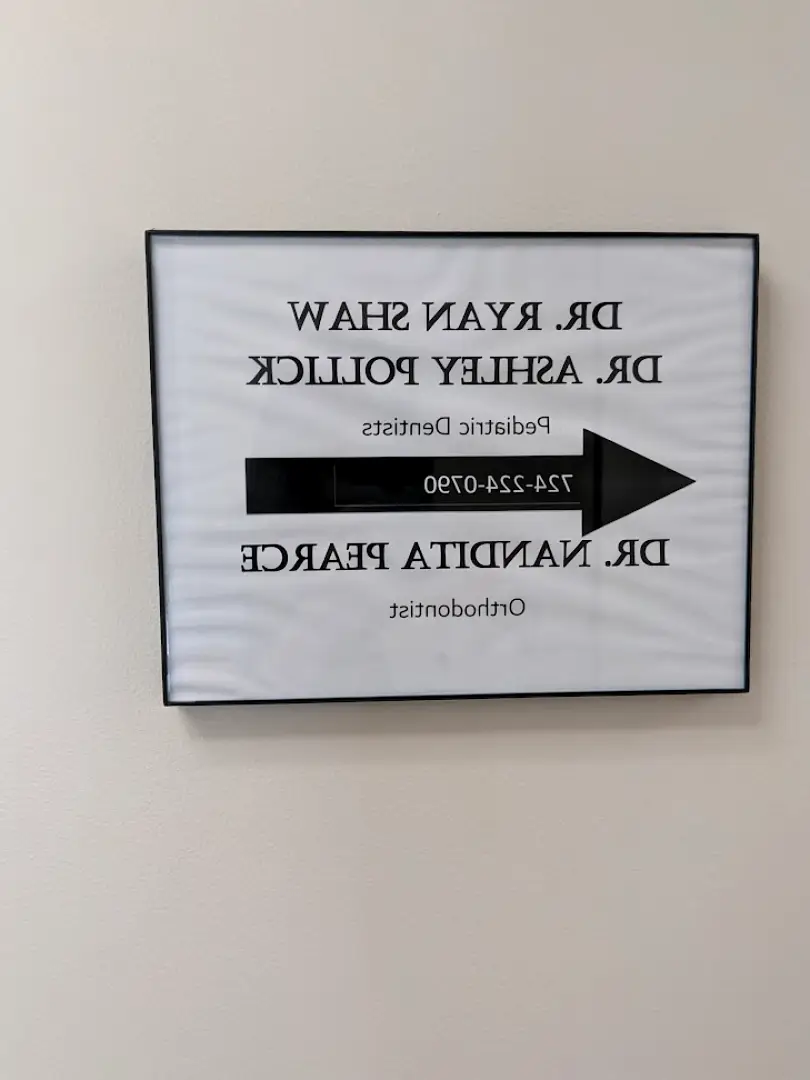 DR. RYAN SHAW
DR. ASHLEY POLLICK
Pediatric Dentists
724-224-0790
DR. NANDITA PEARCE
Orthodontist